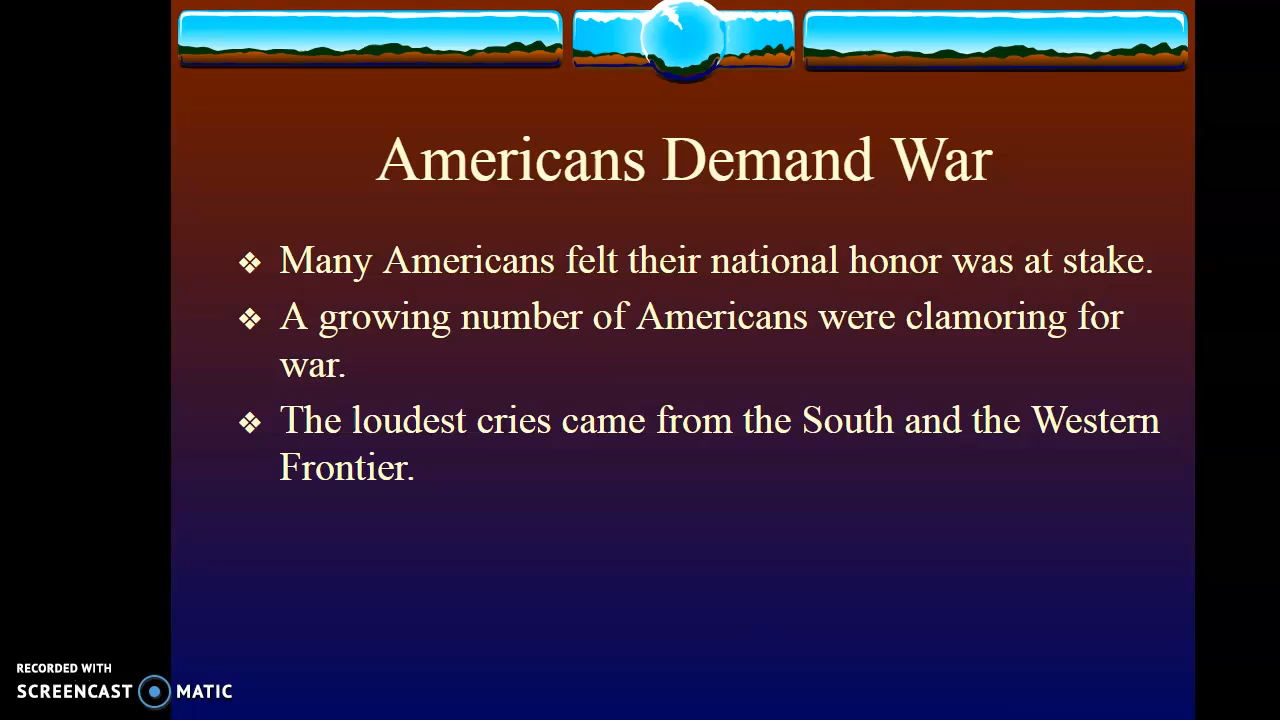 Americans Demand War
❖ Many Americans felt their national honor was at stake.
❖ A growing number of Americans were clamoring for
war.
❖ The loudest cries came from the South and the Western
Frontier.
RECORDED WITH
SCREENCAST MATIC